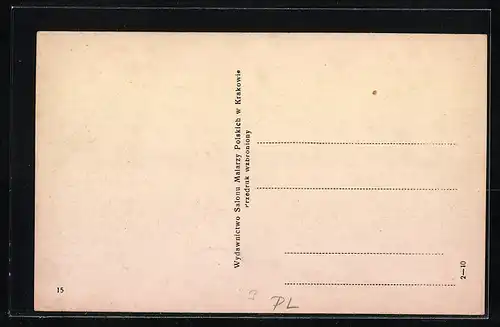 Wydawnictwo Salonu Malarzy Polskich w Krakowie
Przedruk wzbroniony
15
2—10
PL